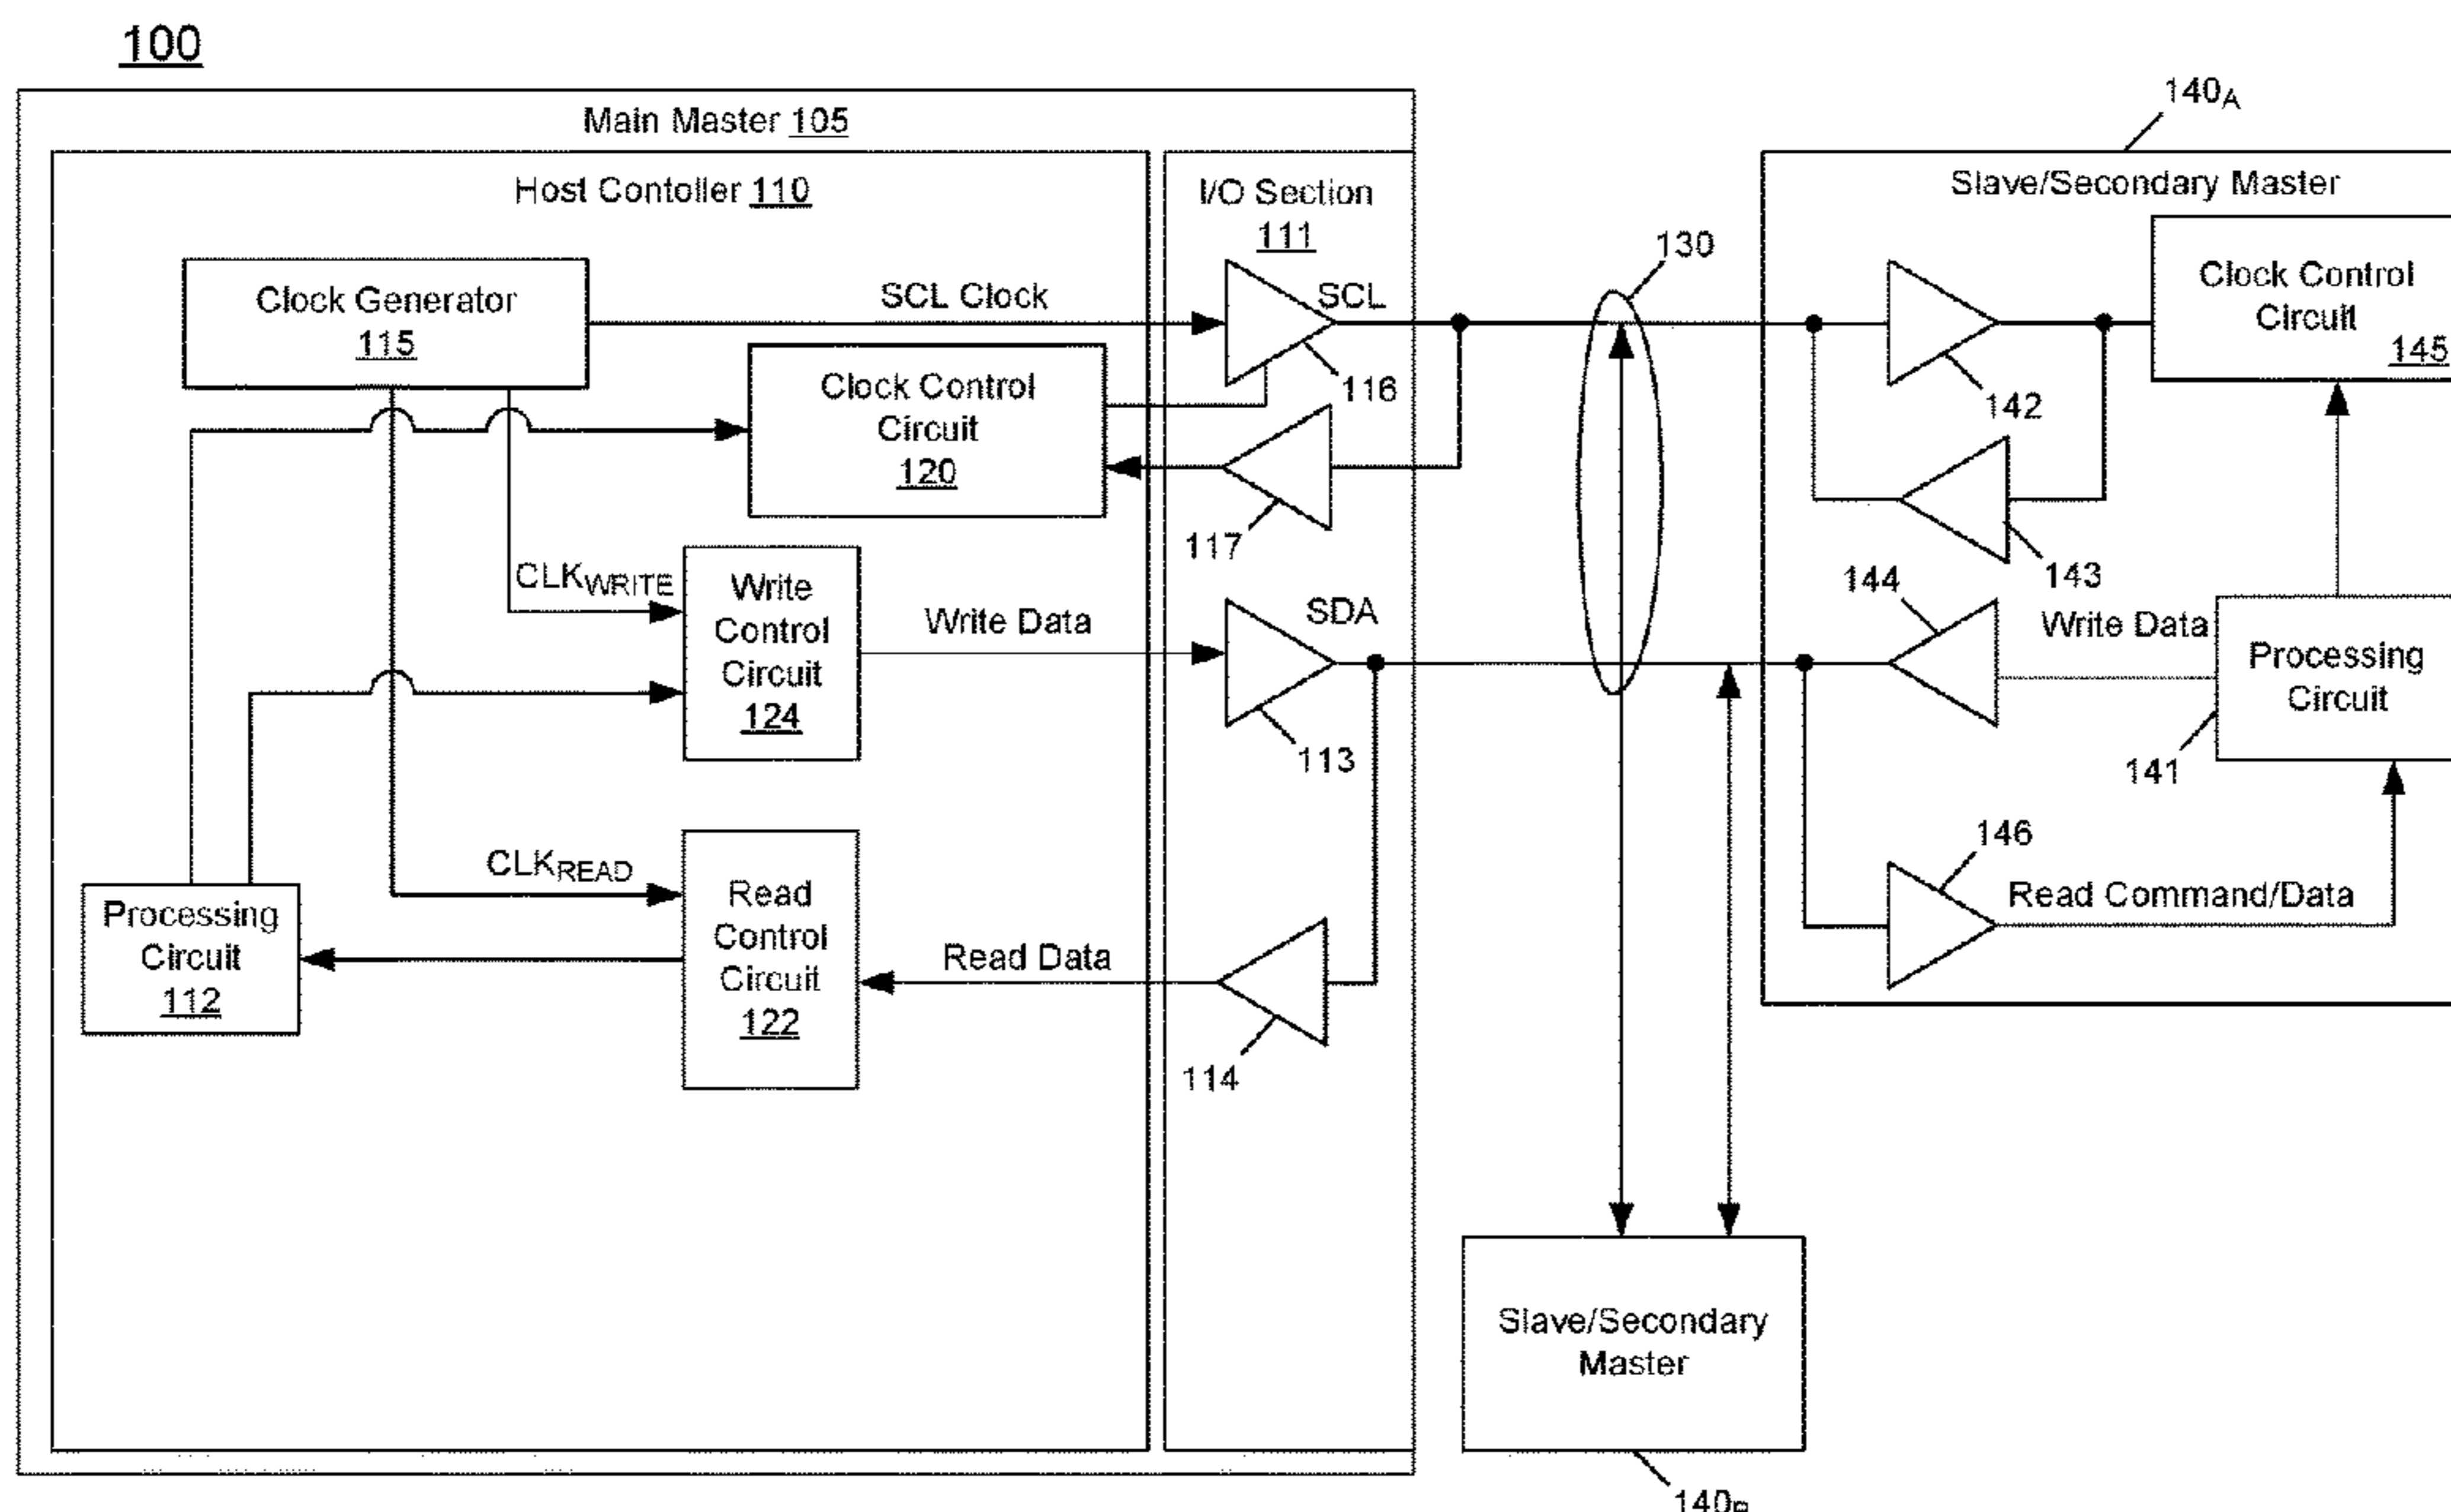 100
Main Master 105
Host Contoller 110
I/O Section
111
Clock Generator
115
SCL Clock
SCL
116
Clock Control
Circuit
120
117
CLKWRITE
Write
Control
Circuit
124
Write Data
SDA
113
Processing
Circuit
112
CLKREAD
Read
Control
Circuit
122
Read Data
114
130
140A
Slave/Secondary Master
142
Clock Control
Circuit
145
143
144
Write Data
Processing
Circuit
141
146
Read Command/Data
Slave/Secondary
Master
140B